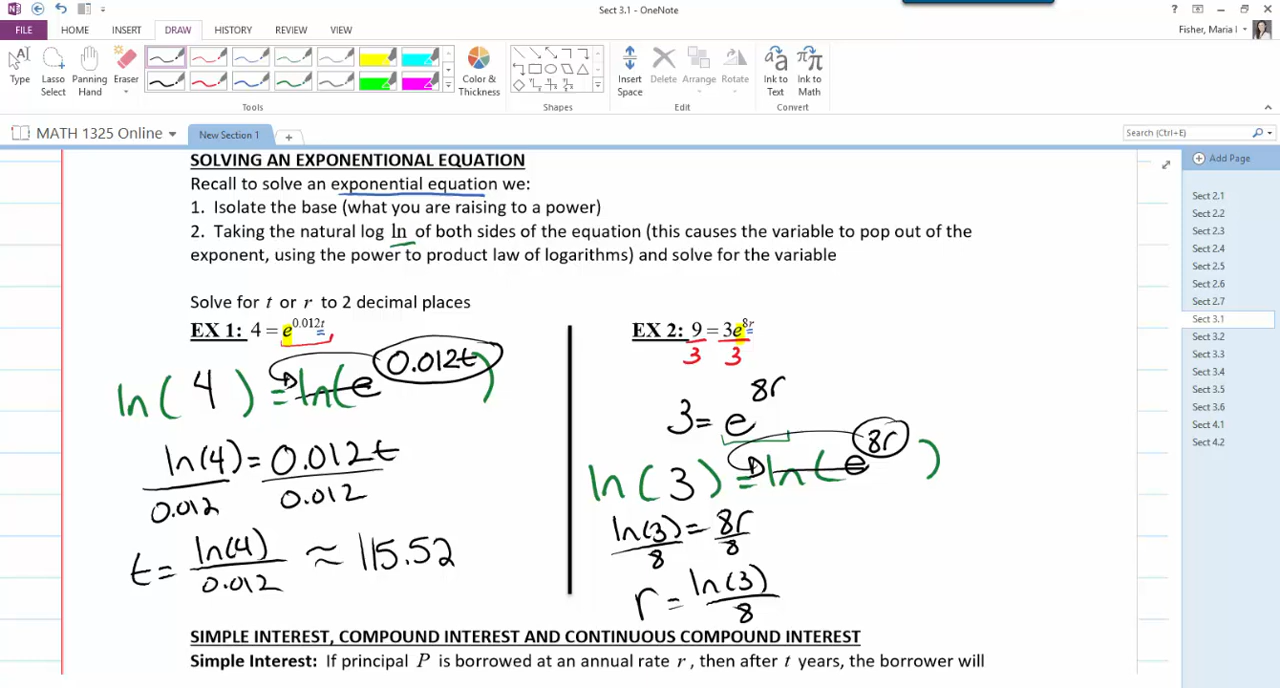 Sect 3.1 - OneNote
FILE HOME INSERT DRAW HISTORY REVIEW VIEW
Fisher, Maria I
Type Lasso Select Panning Hand Eraser
Color & Thickness
Insert Space Delete Arrange Rotate
Ink to Text Ink to Math
Tools Shapes Edit Convert
MATH 1325 Online New Section 1
Search (Ctrl+E)
Add Page
Sect 2.1
Sect 2.2
Sect 2.3
Sect 2.4
Sect 2.5
Sect 2.6
Sect 2.7
Sect 3.1
Sect 3.2
Sect 3.3
Sect 3.4
Sect 3.5
Sect 3.6
Sect 4.1
Sect 4.2
SOLVING AN EXPONENTIONAL EQUATION
Recall to solve an exponential equation we:
1. Isolate the base (what you are raising to a power)
2. Taking the natural log ln of both sides of the equation (this causes the variable to pop out of the
exponent, using the power to product law of logarithms) and solve for the variable
Solve for t or r to 2 decimal places
EX 1: 4 = e^0.012t
ln(4) = ln(e^0.012t)
ln(4) = 0.012t
0.012 0.012
t = ln(4)/0.012 ≈ 115.52
EX 2: 9 = 3e^8r
3 3
3 = e^8r
ln(3) = ln(e^8r)
ln(3)/8 = 8r/8
r = ln(3)/8
SIMPLE INTEREST, COMPOUND INTEREST AND CONTINUOUS COMPOUND INTEREST
Simple Interest: If principal P is borrowed at an annual rate r, then after t years, the borrower will